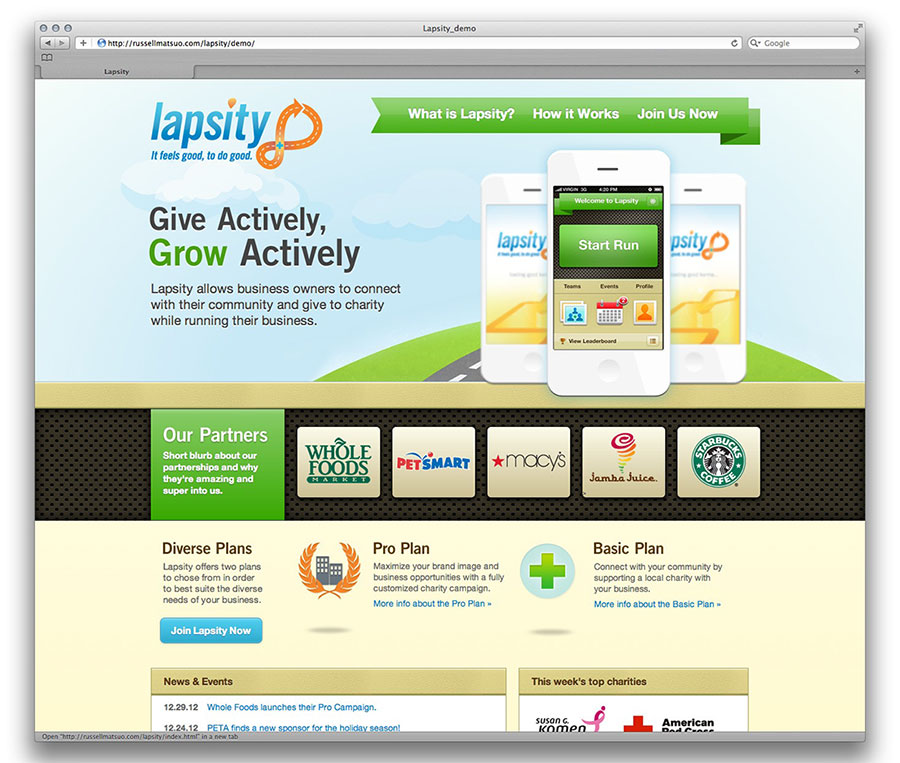 Lapsity_demo
http://russellmatsuo.com/lapsity/demo/
Google
Lapsity
lapsity
It feels good, to do good.
What is Lapsity? How it Works Join Us Now
Give Actively,
Grow Actively
Lapsity allows business owners to connect
with their community and give to charity
while running their business.
VIRGIN 3G 4:20 PM
Welcome to Lapsity
Start Run
Teams Events Profile
View Leaderboard
lapsity
psity
Our Partners
Short blurb about our
partnerships and why
they're amazing and
super into us.
WHOLE
FOODS
MARKET
PETSMART
macy's
Jamba Juice
STARBUCKS
COFFEE
Diverse Plans
Lapsity offers two plans
to chose from in order
to best suite the diverse
needs of your business.
Join Lapsity Now
Pro Plan
Maximize your brand image and
business opportunities with a fully
customized charity campaign.
More info about the Pro Plan »
Basic Plan
Connect with your community by
supporting a local charity with
your business.
More info about the Basic Plan »
News & Events
12.29.12 Whole Foods launches their Pro Campaign.
12.24.12 PETA finds a new sponsor for the holiday season!
This week's top charities
susan g.
komen
American
Red Cross
Open "http://russellmatsuo.com/lapsity/index.html" in a new tab